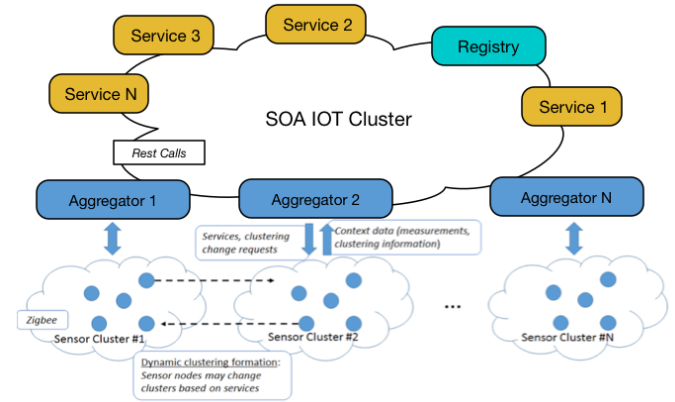 Service 2
Service 3
Registry
Service N
Service 1
SOA IOT Cluster
Rest Calls
Aggregator 1
Aggregator 2
Aggregator N
Services, clustering
change requests
Context data (measurements,
clustering information)
...
Zigbee
Sensor Cluster #1
Sensor Cluster #2
Sensor Cluster #N
Dynamic clustering formation:
Sensor nodes may change
clusters based on services